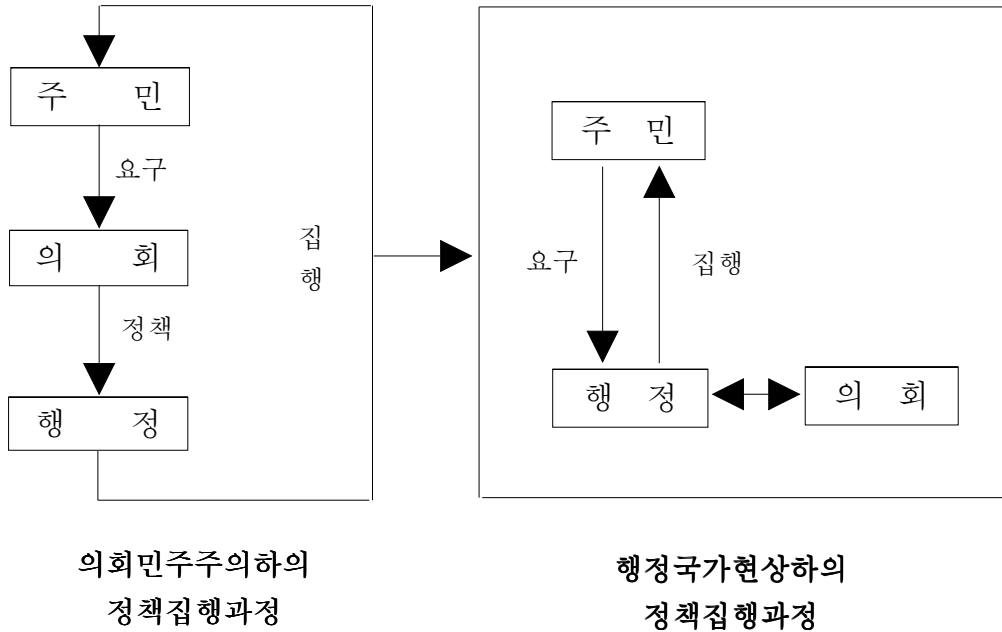 주 민
요구
의 회
정책
행 정
집
행
의회민주주의하의
정책집행과정
주 민
요구
집행
행 정
의 회
행정국가현상하의
정책집행과정